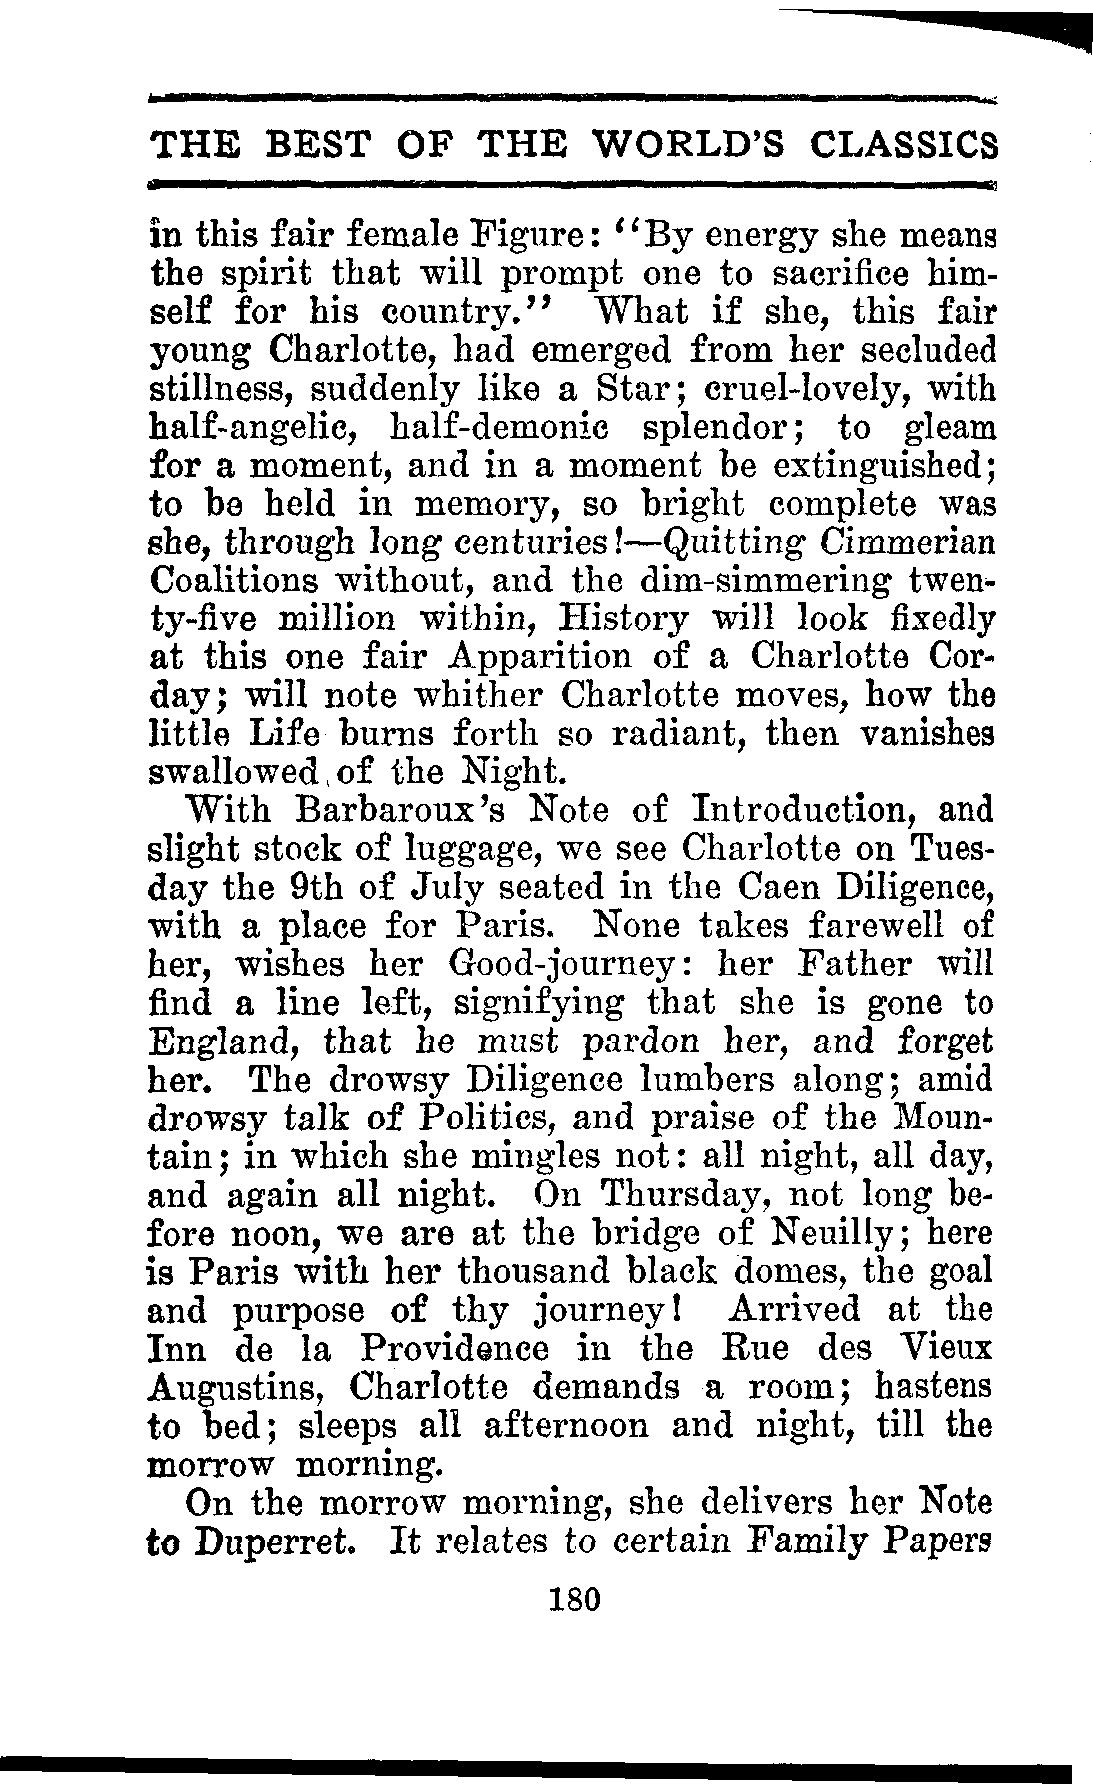 THE BEST OF THE WORLD'S CLASSICS
in this fair female Figure: "By energy she means
the spirit that will prompt one to sacrifice him-
self for his country." What if she, this fair
young Charlotte, had emerged from her secluded
stillness, suddenly like a Star; cruel-lovely, with
half-angelic, half-demonic splendor; to gleam
for a moment, and in a moment be extinguished;
to be held in memory, so bright complete was
she, through long centuries!—Quitting Cimmerian
Coalitions without, and the dim-simmering twen-
ty-five million within, History will look fixedly
at this one fair Apparition of a Charlotte Cor-
day; will note whither Charlotte moves, how the
little Life burns forth so radiant, then vanishes
swallowed of the Night.
With Barbaroux's Note of Introduction, and
slight stock of luggage, we see Charlotte on Tues-
day the 9th of July seated in the Caen Diligence,
with a place for Paris. None takes farewell of
her, wishes her Good-journey: her Father will
find a line left, signifying that she is gone to
England, that he must pardon her, and forget
her. The drowsy Diligence lumbers along; amid
drowsy talk of Politics, and praise of the Moun-
tain; in which she mingles not: all night, all day,
and again all night. On Thursday, not long be-
fore noon, we are at the bridge of Neuilly; here
is Paris with her thousand black domes, the goal
and purpose of thy journey! Arrived at the
Inn de la Providence in the Rue des Vieux
Augustins, Charlotte demands a room; hastens
to bed; sleeps all afternoon and night, till the
morrow morning.
On the morrow morning, she delivers her Note
to Duperret. It relates to certain Family Papers
180